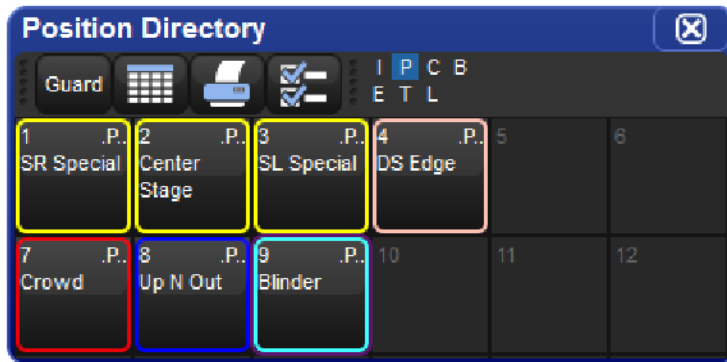 Position Directory
Guard
I P C B
E T L
1 .P.. 2 .P.. 3 .P.. 4 .P.. 5 6
SR Special Center SL Special DS Edge
Stage
7 .P.. 8 .P.. 9 .P.. 10 11 12
Crowd Up N Out Blinder